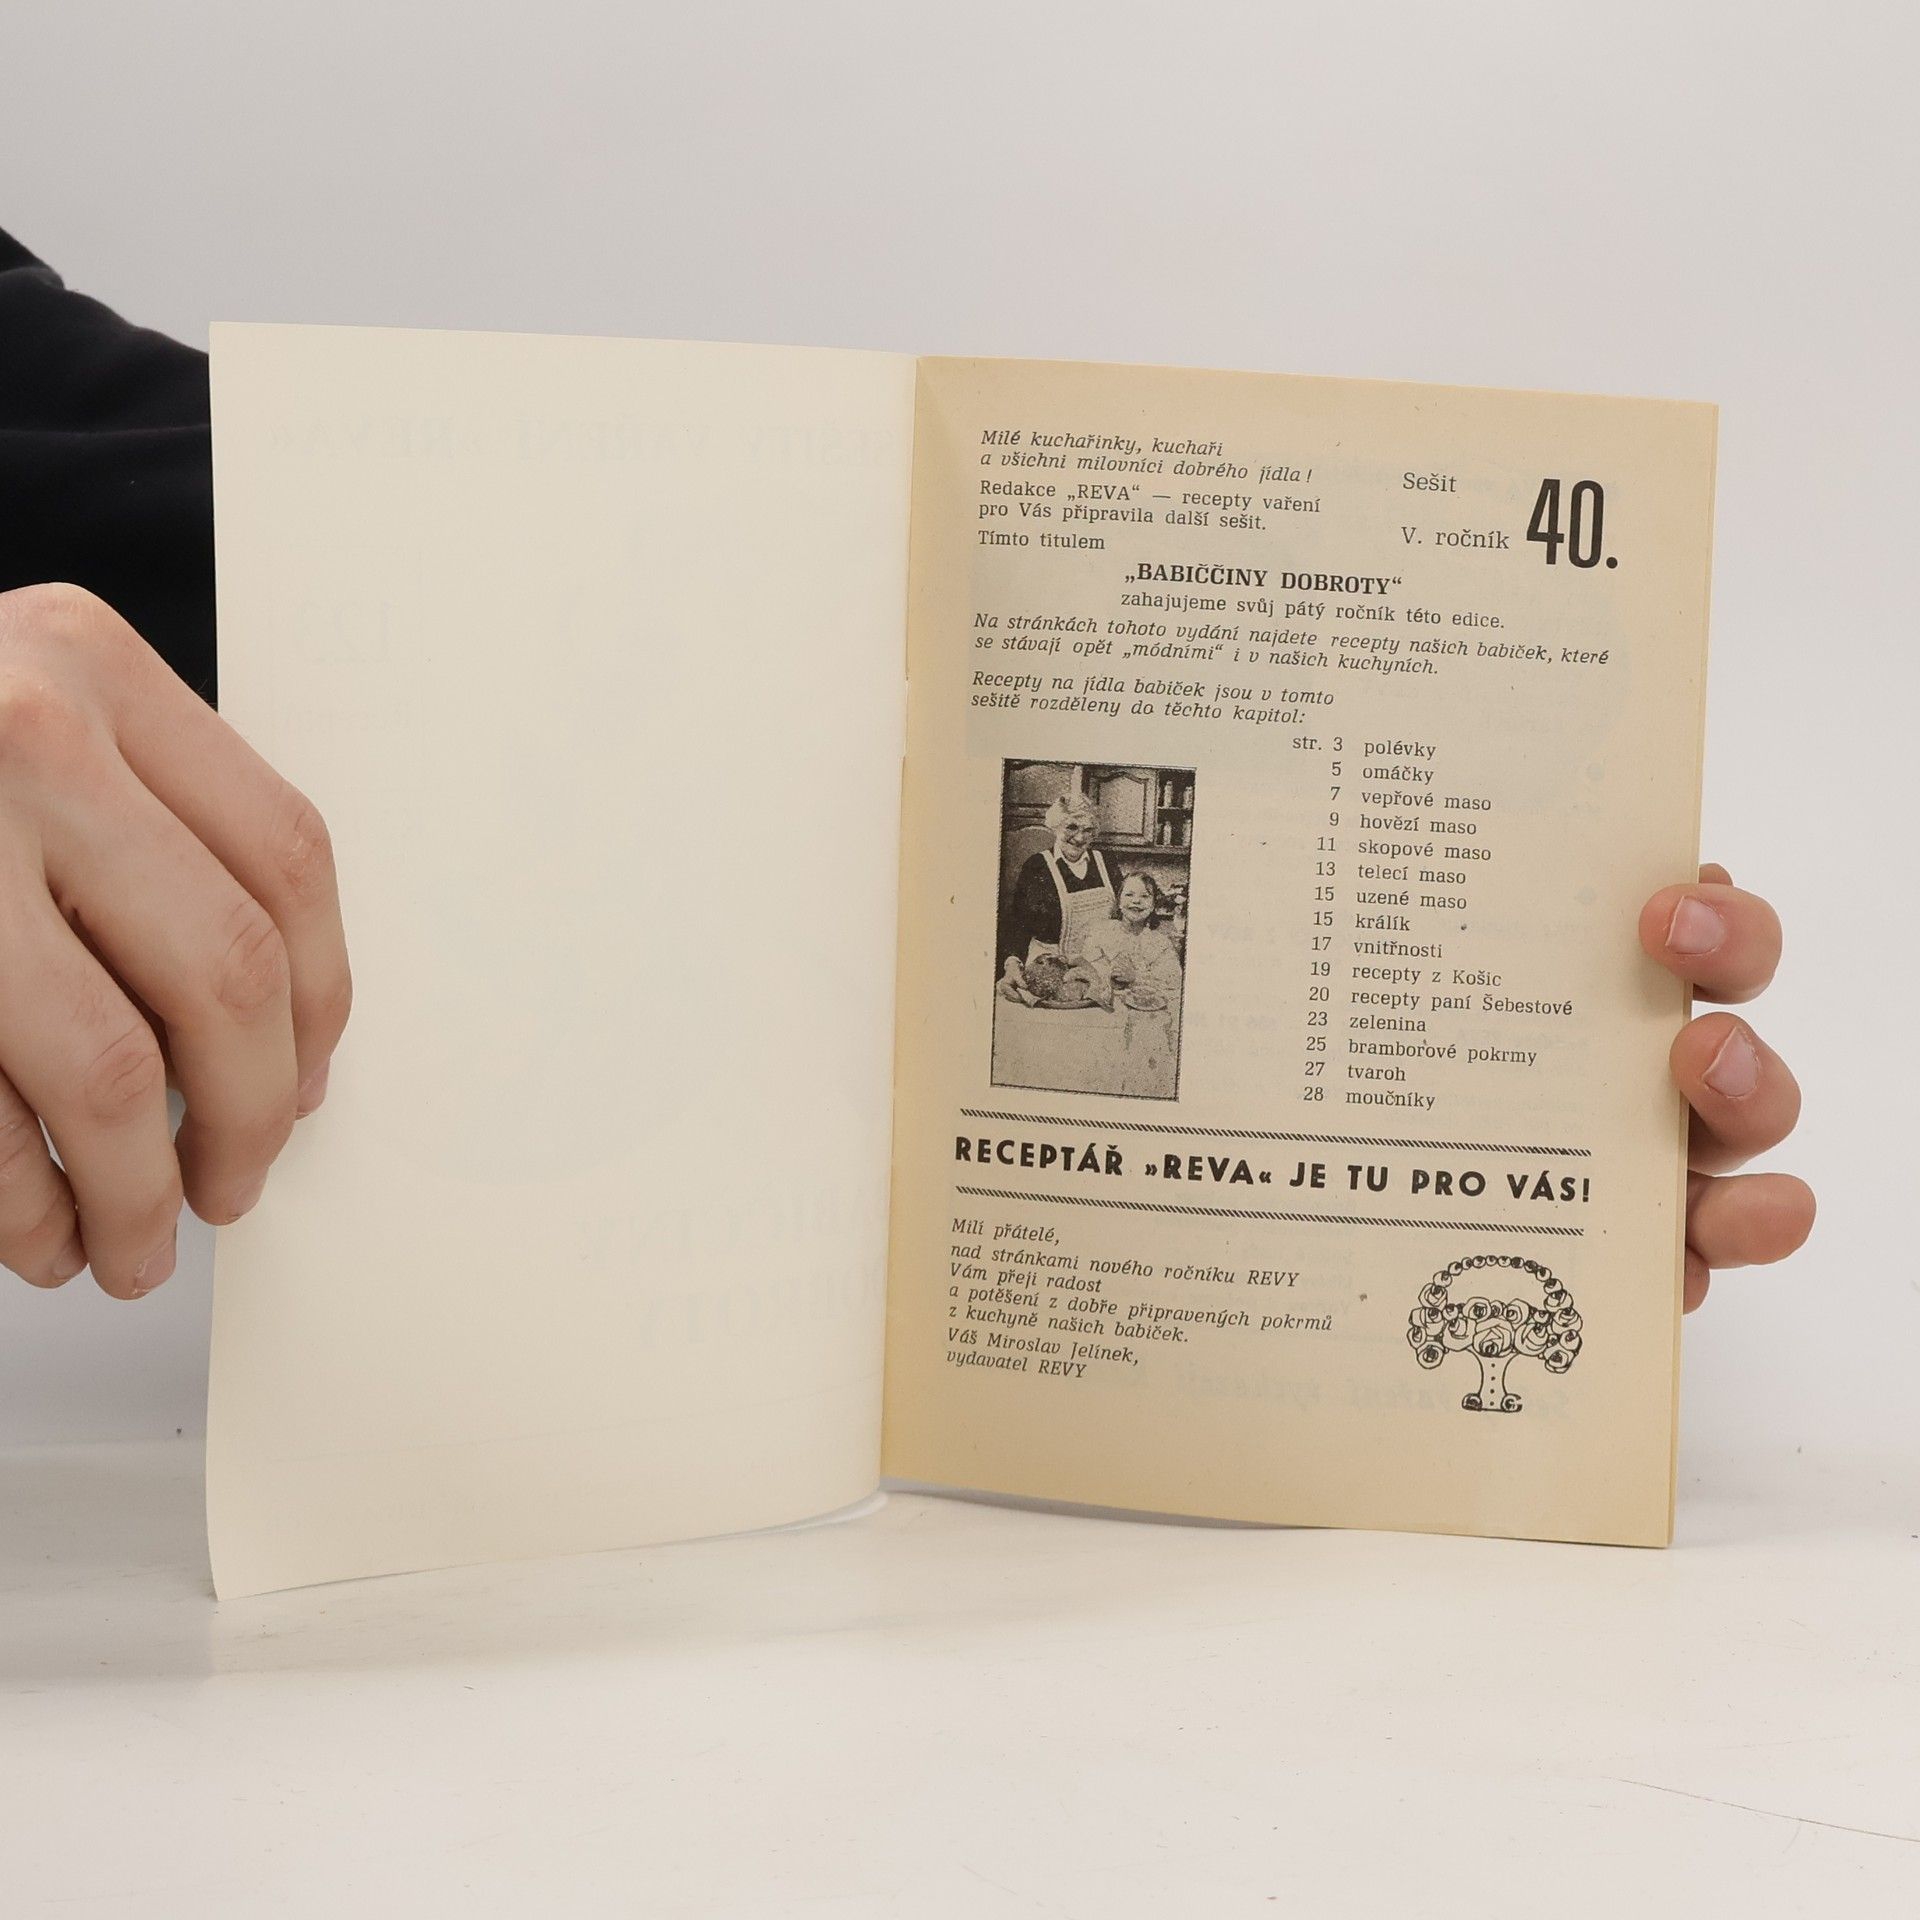 Milé kuchařinky, kuchaři
a všichni milovníci dobrého jídla !
Redakce „REVA“ — recepty vaření
pro Vás připravila další sešit.
Sešit
V. ročník
40.
Tímto titulem
„BABIČČINY DOBROTY“
zahajujeme svůj pátý ročník této edice.
Na stránkách tohoto vydání najdete recepty našich babiček, které
se stávají opět „módními“ i v našich kuchyních.
Recepty na jídla babiček jsou v tomto
sešitě rozděleny do těchto kapitol:
str. 3 polévky
5 omáčky
7 vepřové maso
9 hovězí maso
11 skopové maso
13 telecí maso
15 uzené maso
15 králík
17 vnitřnosti
19 recepty z Košic
20 recepty paní Šebestové
23 zelenina
25 bramborové pokrmy
27 tvaroh
28 moučníky
RECEPTÁŘ »REVA« JE TU PRO VÁS!
Milí přátelé,
nad stránkami nového ročníku REVY
Vám přeji radost
a potěšení z dobře připravených pokrmů
z kuchyně našich babiček.
Váš Miroslav Jelínek,
vydavatel REVY